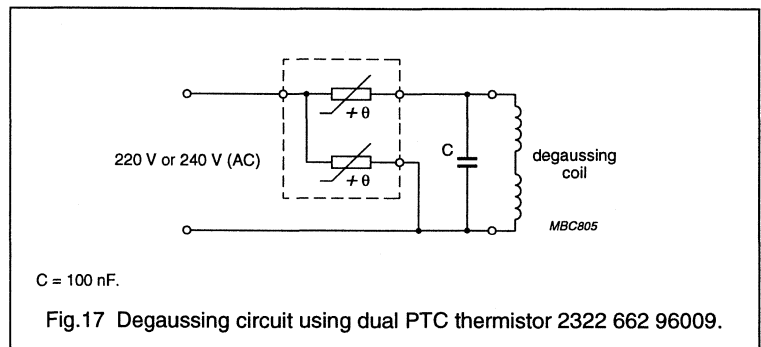 + θ
220 V or 240 V (AC)
+ θ
C
degaussing
coil
MBC805
C = 100 nF.
Fig.17 Degaussing circuit using dual PTC thermistor 2322 662 96009.